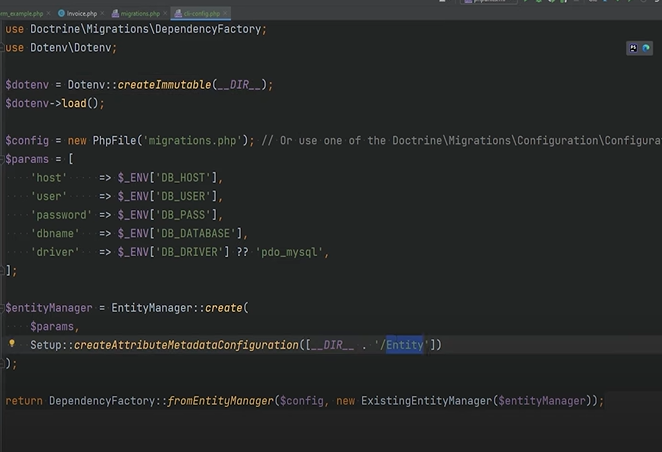 rm_example.php Invoice.php migrations.php cli-config.php
use Doctrine\Migrations\DependencyFactory;
use Dotenv\Dotenv;
$dotenv = Dotenv::createImmutable(__DIR__);
$dotenv->load();
$config = new PhpFile('migrations.php'); // Or use one of the Doctrine\Migrations\Configuration\Configura
$params = [
'host' => $_ENV['DB_HOST'],
'user' => $_ENV['DB_USER'],
'password' => $_ENV['DB_PASS'],
'dbname' => $_ENV['DB_DATABASE'],
'driver' => $_ENV['DB_DRIVER'] ?? 'pdo_mysql',
];
$entityManager = EntityManager::create(
$params,
Setup::createAttributeMetadataConfiguration([__DIR__ . '/Entity'])
);
return DependencyFactory::fromEntityManager($config, new ExistingEntityManager($entityManager));